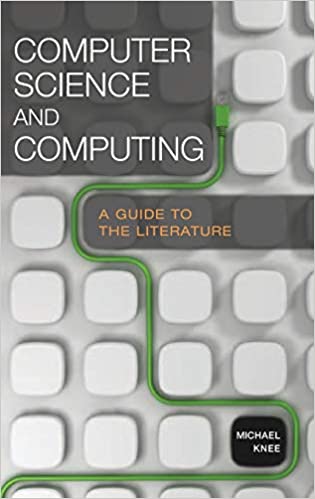 COMPUTER
SCIENCE
AND
COMPUTING
A GUIDE TO
THE LITERATURE
MICHAEL
KNEE